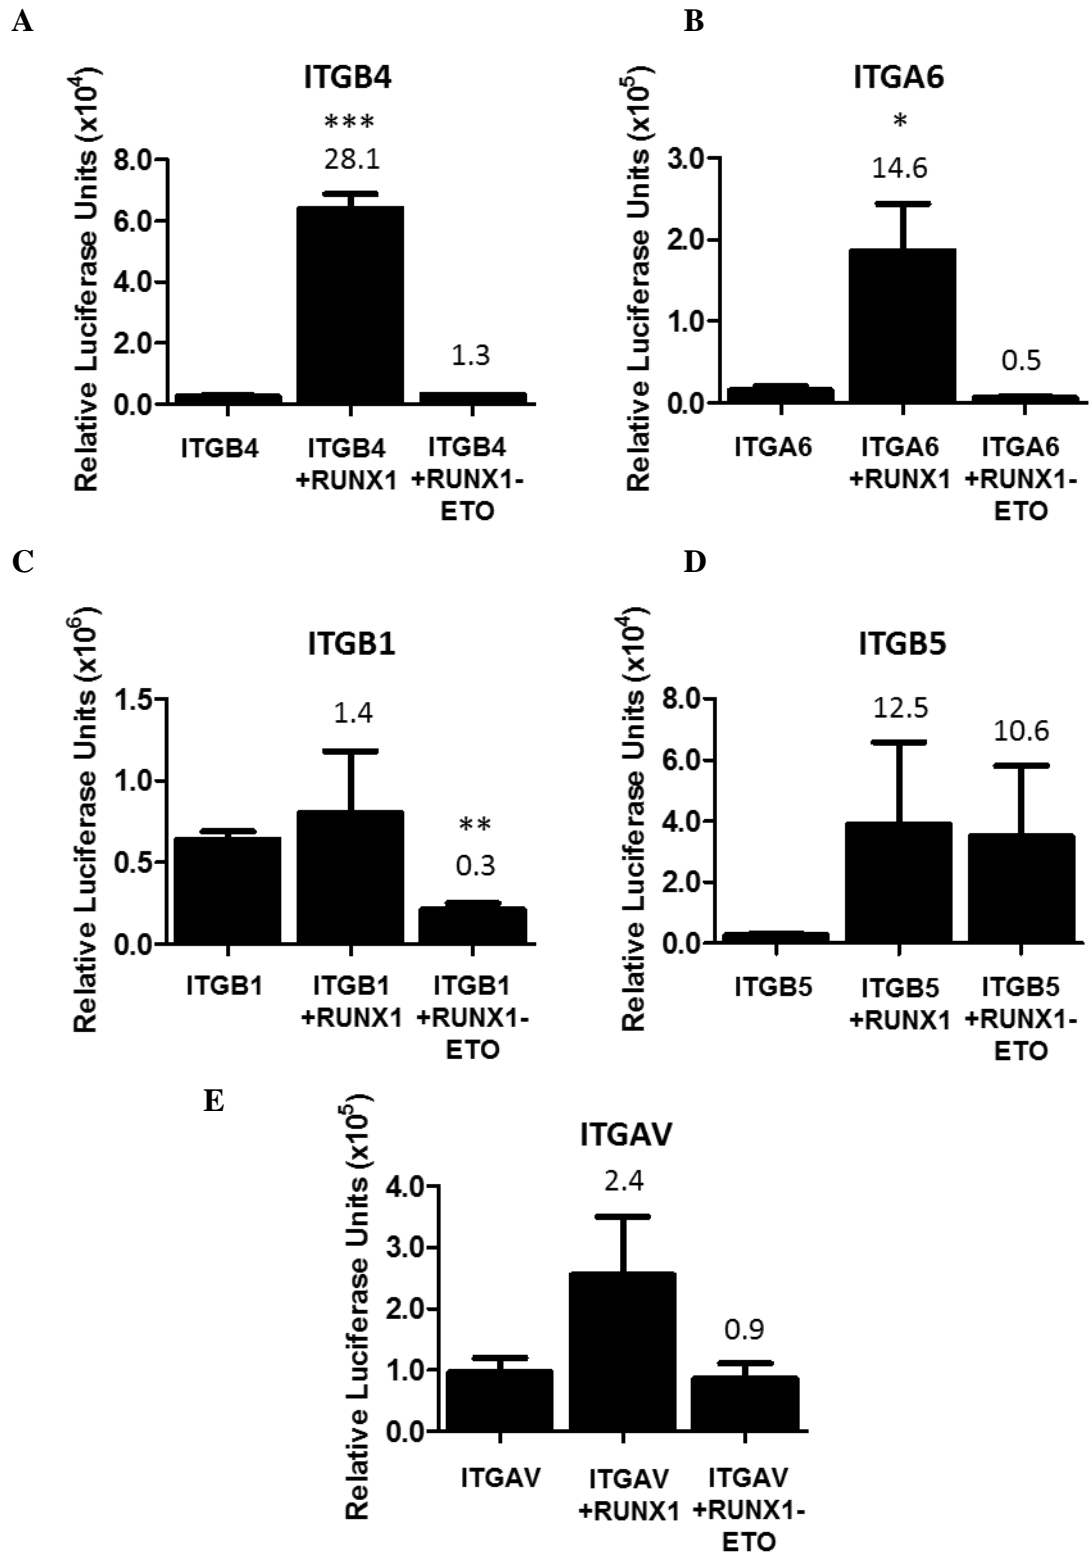 A
ITGB4
***
28.1
1.3
Relative Luciferase Units (x10⁴)
8.0
6.0
4.0
2.0
0.0
ITGB4
ITGB4
+RUNX1
ITGB4
+RUNX1-
ETO
B
ITGA6
*
14.6
0.5
Relative Luciferase Units (x10⁵)
3.0
2.0
1.0
0.0
ITGA6
ITGA6
+RUNX1
ITGA6
+RUNX1-
ETO
C
ITGB1
1.4
**
0.3
Relative Luciferase Units (x10⁶)
1.5
1.0
0.5
0.0
ITGB1
ITGB1
+RUNX1
ITGB1
+RUNX1-
ETO
D
ITGB5
12.5
10.6
Relative Luciferase Units (x10⁴)
8.0
6.0
4.0
2.0
0.0
ITGB5
ITGB5
+RUNX1
ITGB5
+RUNX1-
ETO
E
ITGAV
2.4
0.9
Relative Luciferase Units (x10⁵)
4.0
3.0
2.0
1.0
0.0
ITGAV
ITGAV
+RUNX1
ITGAV
+RUNX1-
ETO